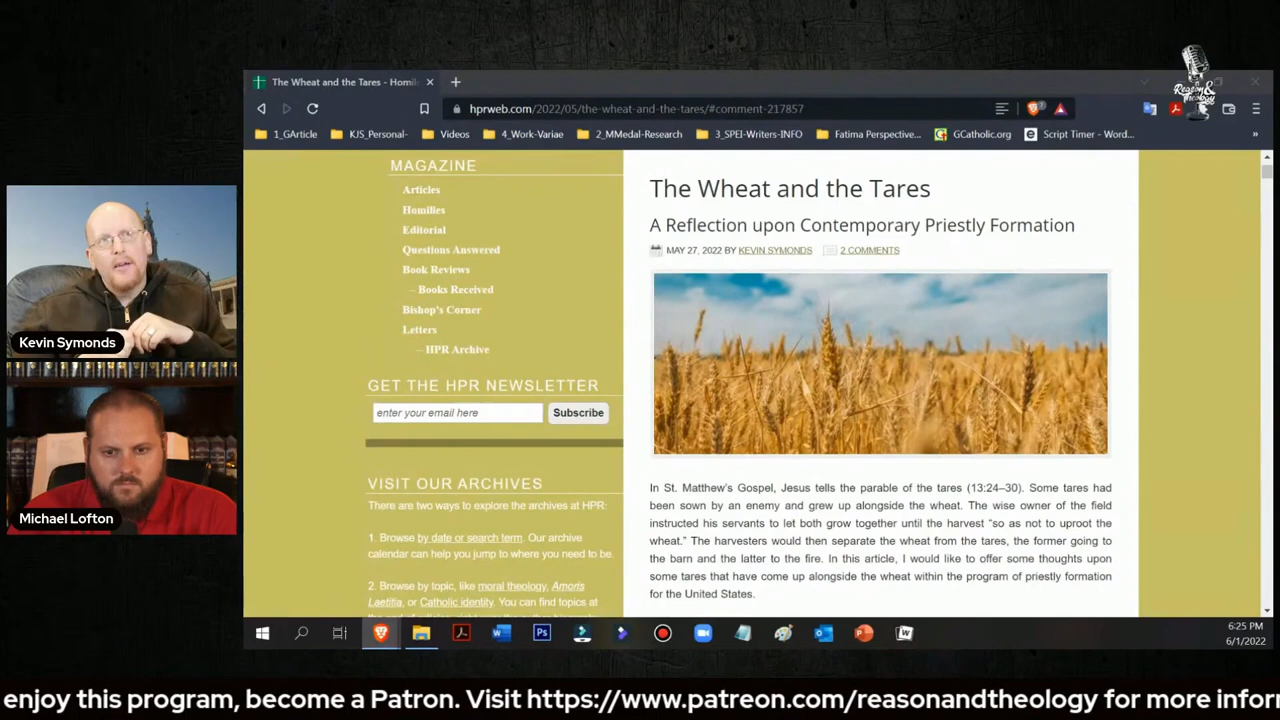 Reason&
Theology
The Wheat and the Tares - Homil
hprweb.com/2022/05/the-wheat-and-the-tares/#comment-217857
1_GArticle
KJS_Personal-
Videos
4_Work-Variae
2_MMedal-Research
3_SPEI-Writers-INFO
Fatima Perspective...
GCatholic.org
Script Timer - Word...
MAGAZINE
Articles
Homilies
Editorial
Questions Answered
Book Reviews
– Books Received
Bishop's Corner
Letters
– HPR Archive
GET THE HPR NEWSLETTER
enter your email here
Subscribe
VISIT OUR ARCHIVES
There are two ways to explore the archives at HPR:
1. Browse by date or search term. Our archive
calendar can help you jump to where you need to be.
2. Browse by topic, like moral theology, Amoris
Laetitia, or Catholic identity. You can find topics at
The Wheat and the Tares
A Reflection upon Contemporary Priestly Formation
MAY 27, 2022 BY KEVIN SYMONDS 2 COMMENTS
In St. Matthew's Gospel, Jesus tells the parable of the tares (13:24–30). Some tares had
been sown by an enemy and grew up alongside the wheat. The wise owner of the field
instructed his servants to let both grow together until the harvest “so as not to uproot the
wheat.” The harvesters would then separate the wheat from the tares, the former going to
the barn and the latter to the fire. In this article, I would like to offer some thoughts upon
some tares that have come up alongside the wheat within the program of priestly formation
for the United States.
Kevin Symonds
Michael Lofton
6:25 PM
6/1/2022
enjoy this program, become a Patron. Visit https://www.patreon.com/reasonandtheology for more infor